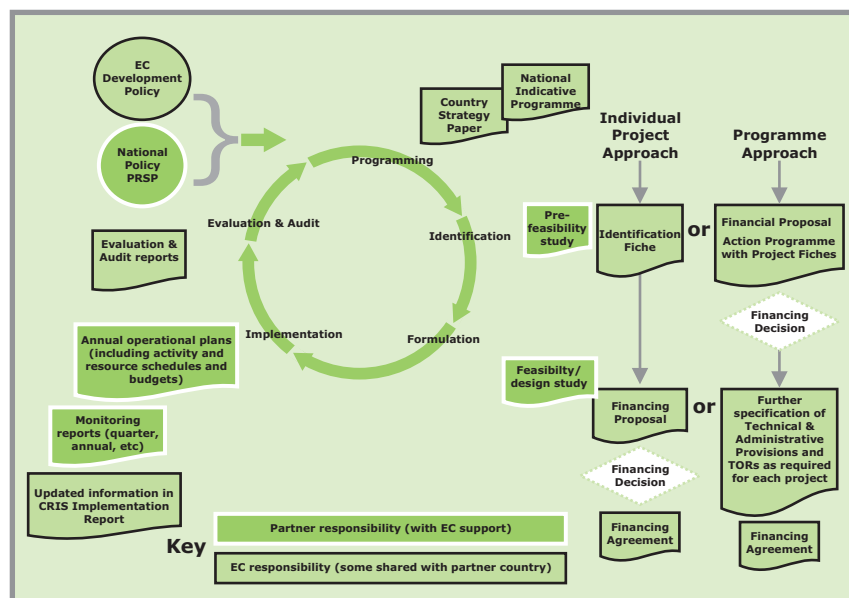 EC
Development
Policy
National
Policy
PRSP
National
Indicative
Programme
Country
Strategy
Paper
Programming
Identification
Formulation
Implementation
Evaluation & Audit
Evaluation &
Audit reports
Annual operational plans
(including activity and
resource schedules and
budgets)
Monitoring
reports (quarter,
annual, etc)
Updated information in
CRIS Implementation
Report
Individual
Project
Approach
Programme
Approach
Pre-
feasibility
study
Identification
Fiche
or
Financial Proposal
Action Programme
with Project Fiches
Financing
Decision
Feasibilty/
design study
Financing
Proposal
or
Further
specification of
Technical &
Administrative
Provisions and
TORs as required
for each project
Financing
Decision
Financing
Agreement
Financing
Agreement
Key
Partner responsibility (with EC support)
EC responsibility (some shared with partner country)